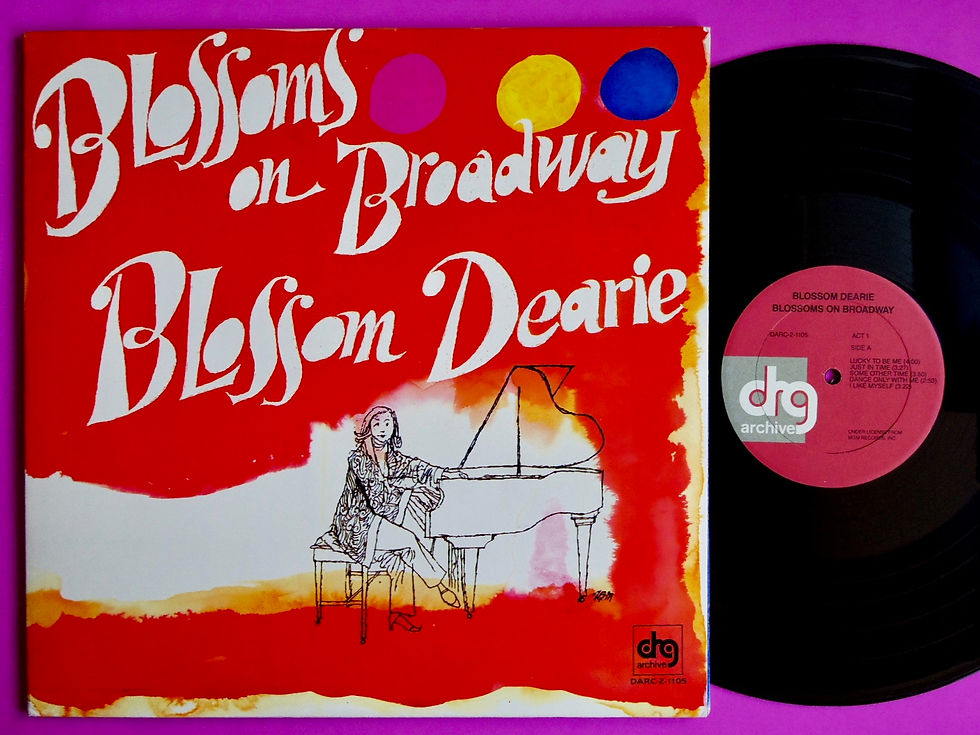 Blossoms
on Broadway
Blossom Dearie
drg
archive
DARC-2-1105
BLOSSOM DEARIE
BLOSSOMS ON BROADWAY
DARC-2-1105
ACT 1
SIDE A
LUCKY TO BE ME (4:00)
JUST IN TIME (3:27)
SOME OTHER TIME (3:50)
DANCE ONLY WITH ME (2:53)
I LIKE MYSELF (3:22)
drg
archive
UNDER LICENSE FROM
MGM RECORDS, INC